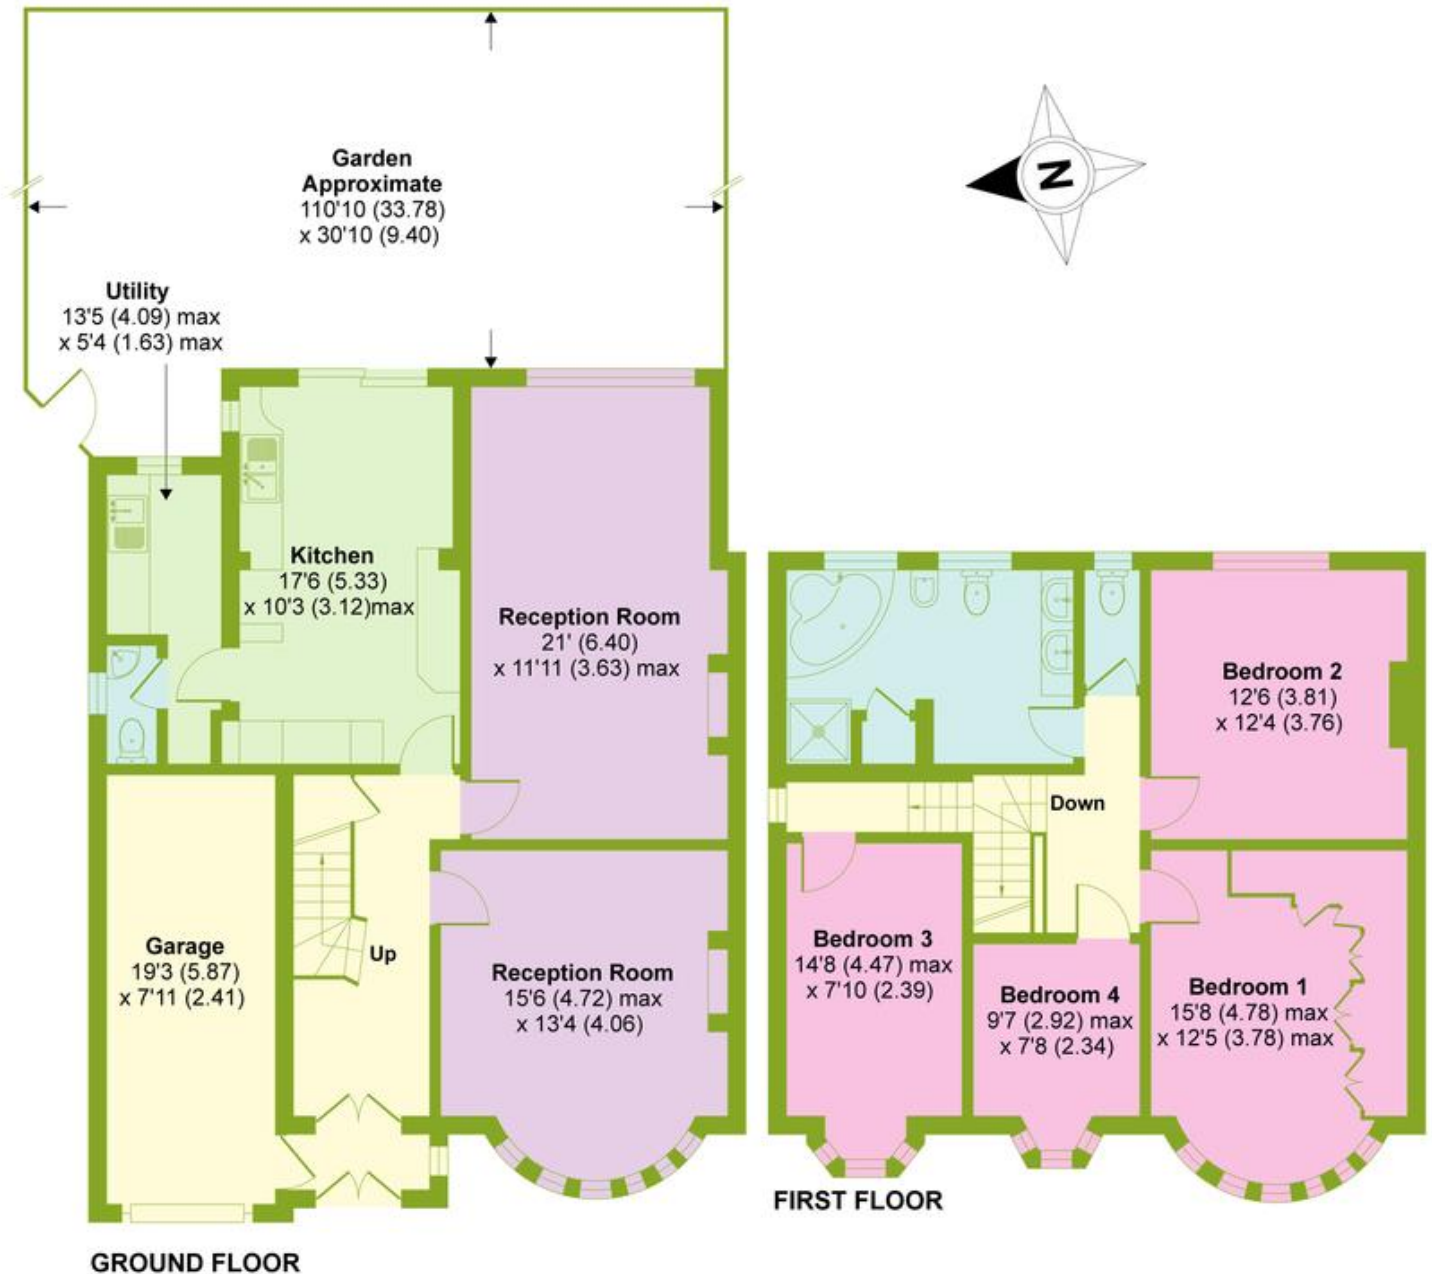 Garden
Approximate
110'10 (33.78)
x 30'10 (9.40)
N
Utility
13'5 (4.09) max
x 5'4 (1.63) max
Kitchen
17'6 (5.33)
x 10'3 (3.12)max
Reception Room
21' (6.40)
x 11'11 (3.63) max
Bedroom 2
12'6 (3.81)
x 12'4 (3.76)
Down
Garage
19'3 (5.87)
x 7'11 (2.41)
Up
Reception Room
15'6 (4.72) max
x 13'4 (4.06)
Bedroom 3
14'8 (4.47) max
x 7'10 (2.39)
Bedroom 4
9'7 (2.92) max
x 7'8 (2.34)
Bedroom 1
15'8 (4.78) max
x 12'5 (3.78) max
FIRST FLOOR
GROUND FLOOR